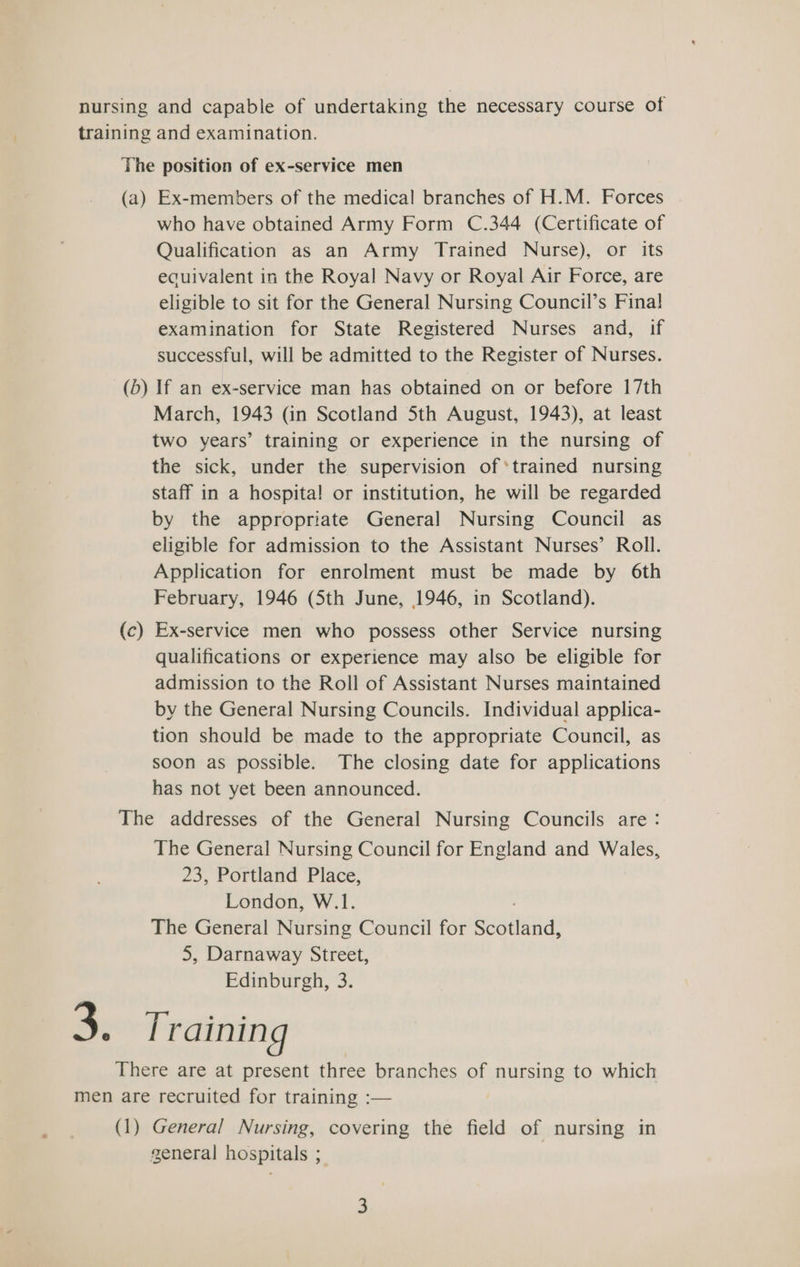 nursing and capable of undertaking the necessary course of
training and examination.
The position of ex-service men
(a) Ex-members of the medical branches of H.M. Forces
who have obtained Army Form C.344 (Certificate of
Qualification as an Army Trained Nurse), or its
equivalent in the Royal Navy or Royal Air Force, are
eligible to sit for the General Nursing Council's Final
examination for State Registered Nurses and, if
successful, will be admitted to the Register of Nurses.
(b) If an ex-service man has obtained on or before 17th
March, 1943 (in Scotland 5th August, 1943), at least
two years' training or experience in the nursing of
the sick, under the supervision of trained nursing
staff in a hospital or institution, he will be regarded
by the appropriate General Nursing Council as
eligible for admission to the Assistant Nurses' Roll.
Application for enrolment must be made by 6th
February, 1946 (5th June, 1946, in Scotland).
(c) Ex-service men who possess other Service nursing
qualifications or experience may also be eligible for
admission to the Roll of Assistant Nurses maintained
by the General Nursing Councils. Individual applica-
tion should be made to the appropriate Council, as
soon as possible. The closing date for applications
has not yet been announced.
The addresses of the General Nursing Councils are :
The General Nursing Council for England and Wales,
23, Portland Place,
London, W.1.
The General Nursing Council for Scotland,
5, Darnaway Street,
Edinburgh, 3.
3. Training
There are at present three branches of nursing to which
men are recruited for training :—
(1) General Nursing, covering the field of nursing in
general hospitals ;
3